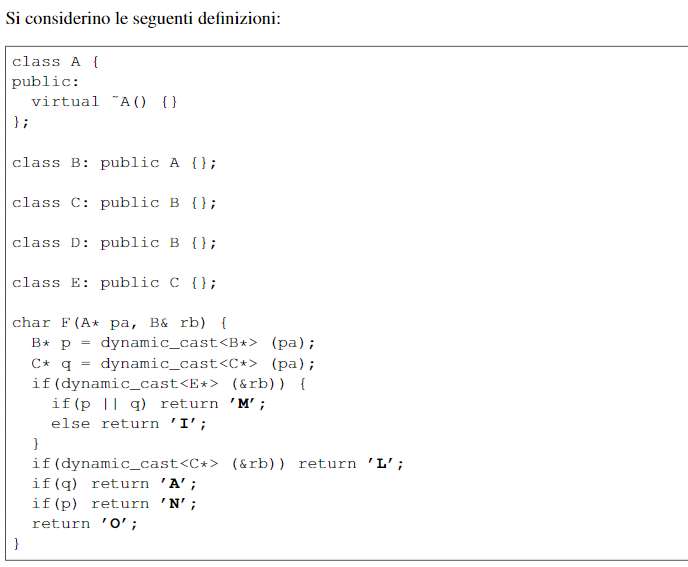 Si considerino le seguenti definizioni:
class A {
public:
virtual ~A() {}
};
class B: public A {};
class C: public B {};
class D: public B {};
class E: public C {};
char F(A* pa, B& rb) {
B* p = dynamic_cast<B*> (pa);
C* q = dynamic_cast<C*> (pa);
if(dynamic_cast<E*> (&rb)) {
if(p || q) return ’M’;
else return ’I’;
}
if(dynamic_cast<C*> (&rb)) return ’L’;
if(q) return ’A’;
if(p) return ’N’;
return ’O’;
}